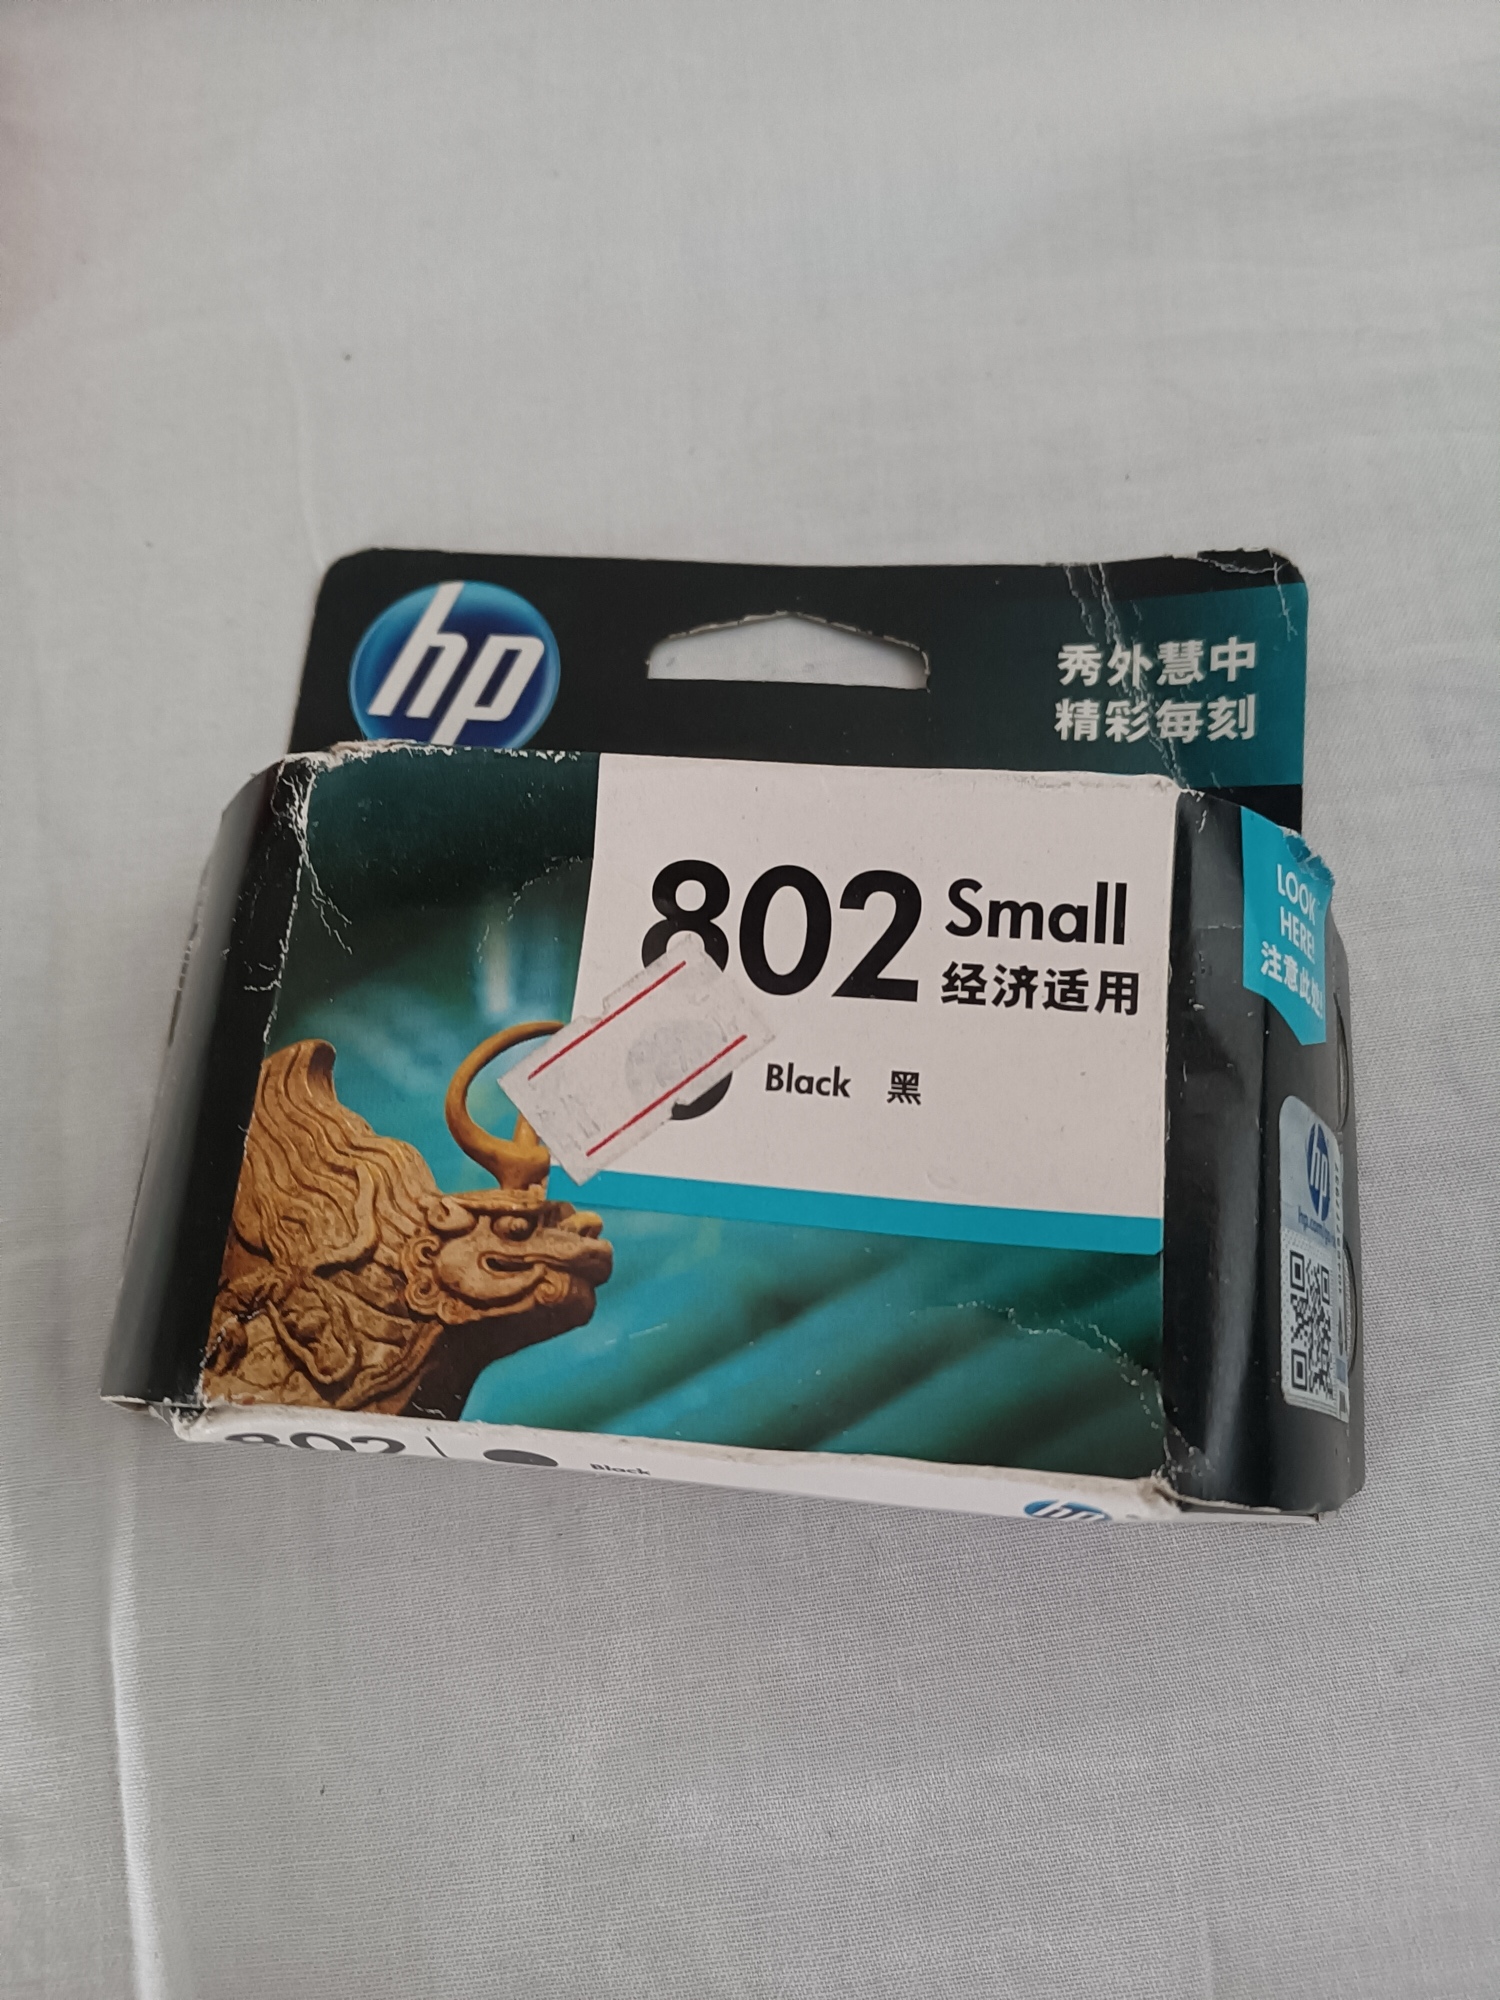 hp
秀外慧中
精彩每刻
802 Small
经济适用
Black 黑
LOOK
HERE!
注意此处!
hp
802
Black
hp